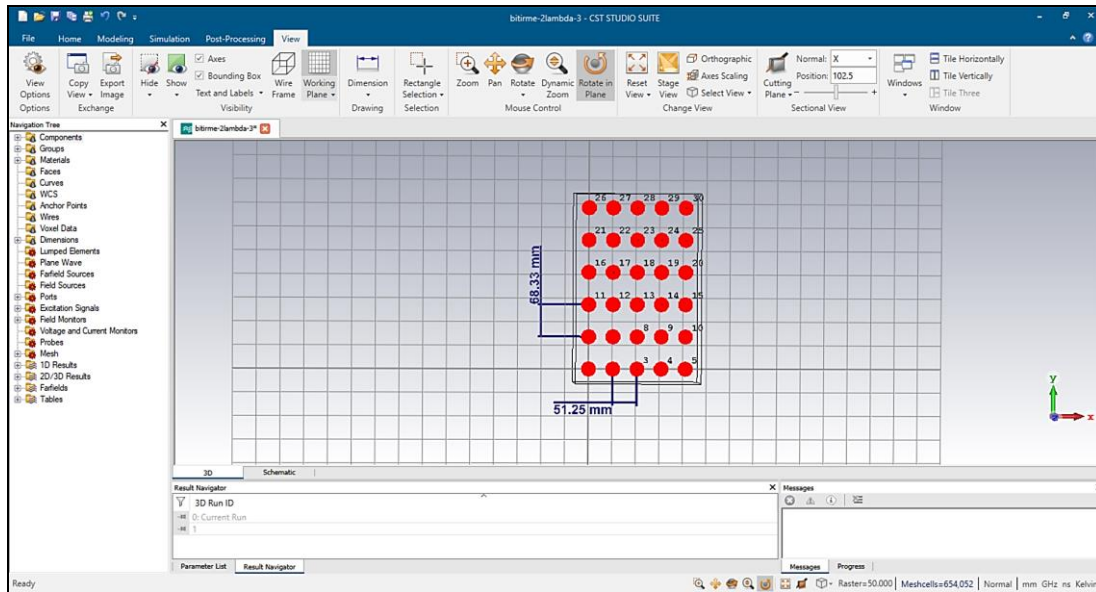 bitirme-2lambda-3 - CST STUDIO SUITE
File Home Modeling Simulation Post-Processing View
View Options
Copy View
Export Image
Hide
Show
Axes
Bounding Box
Text and Labels
Wire Frame
Working Plane
Dimension
Rectangle Selection
Zoom
Pan
Rotate
Dynamic Zoom
Rotate in Plane
Reset View
Stage View
Orthographic
Axes Scaling
Select View
Cutting Plane
Normal: X
Position: 102.5
Windows
Tile Horizontally
Tile Vertically
Tile Three
Options Exchange Visibility Drawing Selection Mouse Control Change View Sectional View Window
Navigation Tree
bitirme-2lambda-3*
Components
Groups
Materials
Faces
Curves
WCS
Anchor Points
Wires
Voxel Data
Dimensions
Lumped Elements
Plane Wave
Farfield Sources
Field Sources
Ports
Excitation Signals
Field Monitors
Voltage and Current Monitors
Probes
Mesh
1D Results
2D/3D Results
Farfields
Tables
26 27 28 29 30
21 22 23 24 25
16 17 18 19 20
11 12 13 14 15
8 9 10
3 4 5
68.33 mm
51.25 mm
y
x
3D Schematic
Result Navigator
3D Run ID
0: Current Run
1
Parameter List Result Navigator
Messages
Messages Progress
Ready
Raster=50.000 Meshcells=654,052 Normal mm GHz ns Kelvin